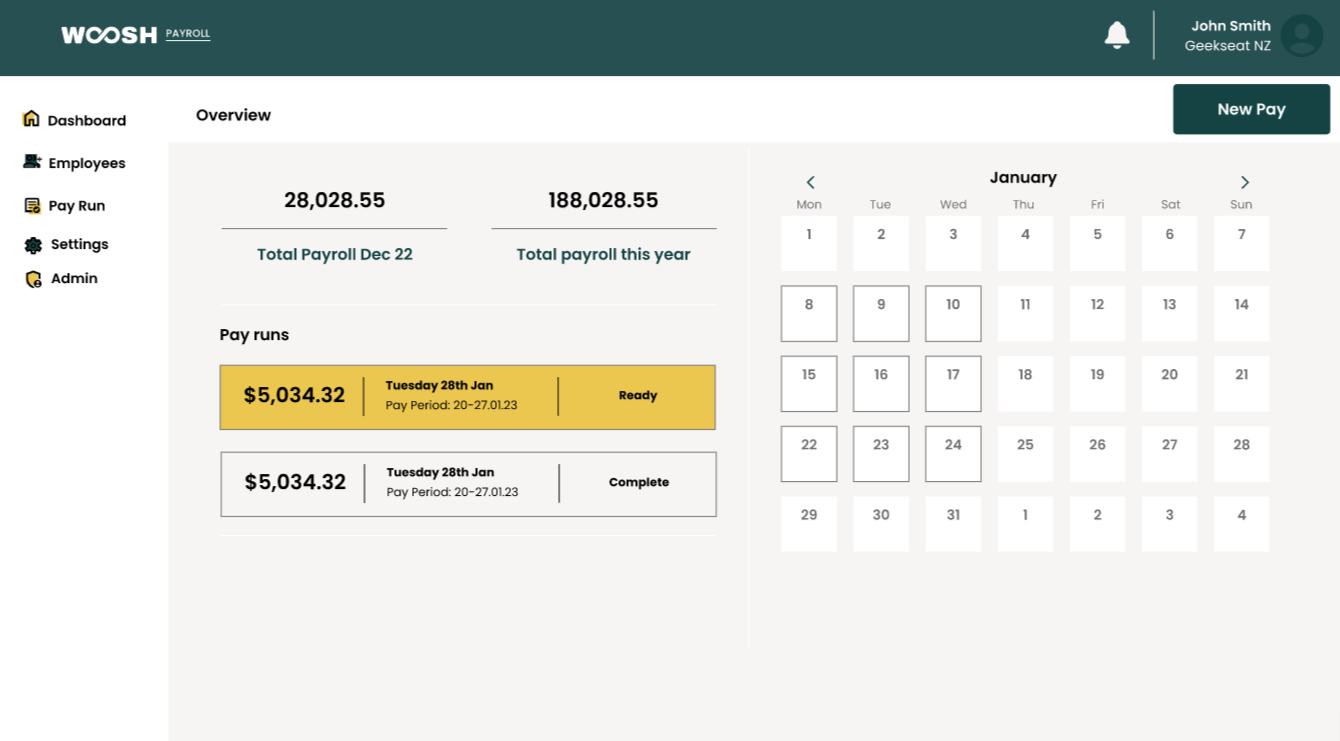 WOOSH PAYROLL
John Smith
Geekseat NZ
Dashboard
Employees
Pay Run
Settings
Admin
Overview
New Pay
28,028.55
Total Payroll Dec 22
188,028.55
Total payroll this year
Pay runs
$5,034.32
Tuesday 28th Jan
Pay Period: 20-27.01.23
Ready
$5,034.32
Tuesday 28th Jan
Pay Period: 20-27.01.23
Complete
January
Mon Tue Wed Thu Fri Sat Sun
1 2 3 4 5 6 7
8 9 10 11 12 13 14
15 16 17 18 19 20 21
22 23 24 25 26 27 28
29 30 31 1 2 3 4